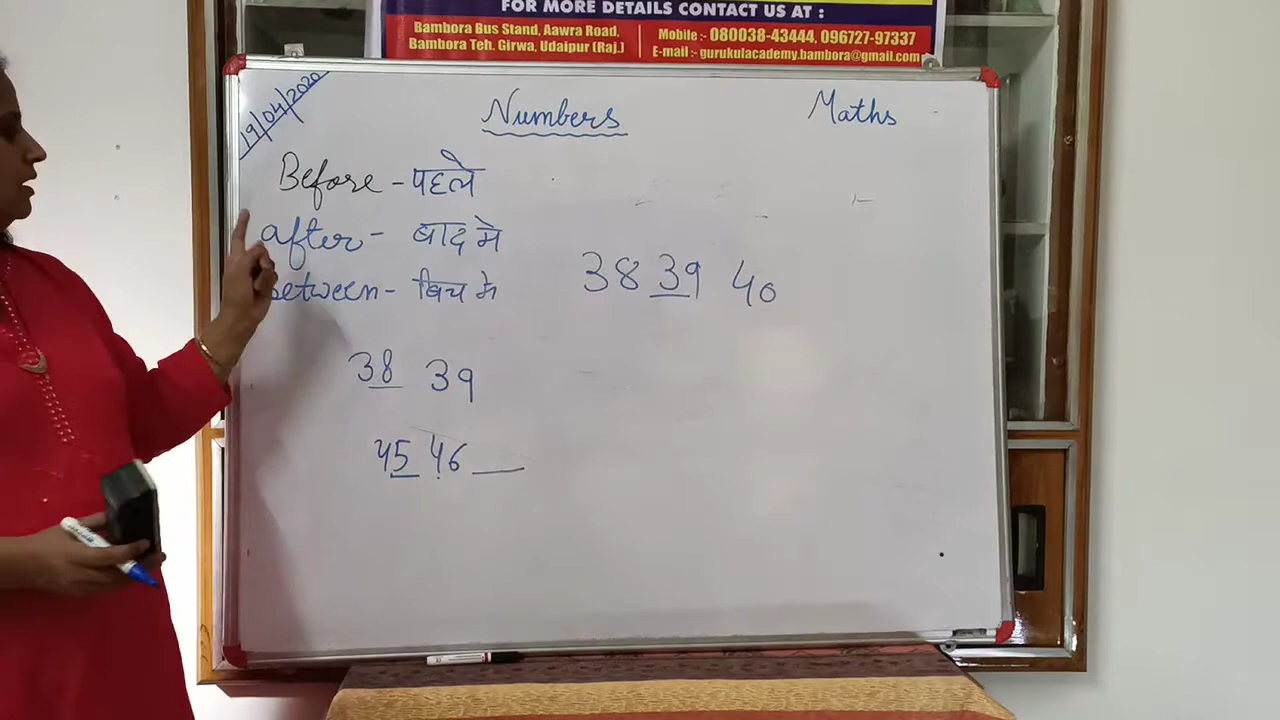 FOR MORE DETAILS CONTACT US AT :
Bambora Bus Stand, Aawra Road,
Bambora Teh. Girwa, Udaipur (Raj.)
Mobile :- 080038-43444, 096727-97337
E-mail :- gurukulacademy.bambora@gmail.com
19/04/2020
Numbers
Maths
Before - पहले
after - बाद मे
between - बिच मे
38 39 40
38 39
45 46 __